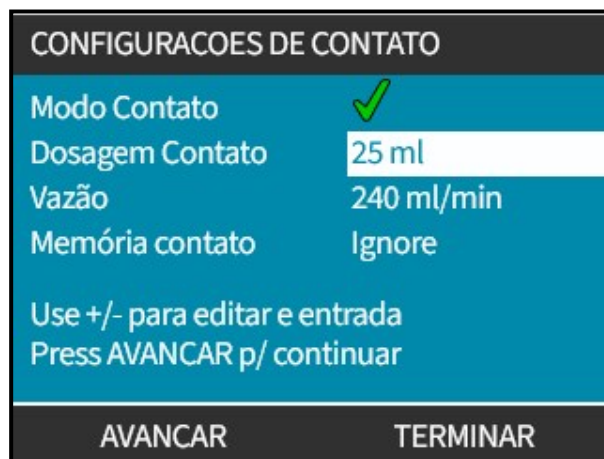 CONFIGURACOES DE CONTATO
Modo Contato
Dosagem Contato 25 ml
Vazão 240 ml/min
Memória contato Ignore
Use +/- para editar e entrada
Press AVANCAR p/ continuar
AVANCAR TERMINAR